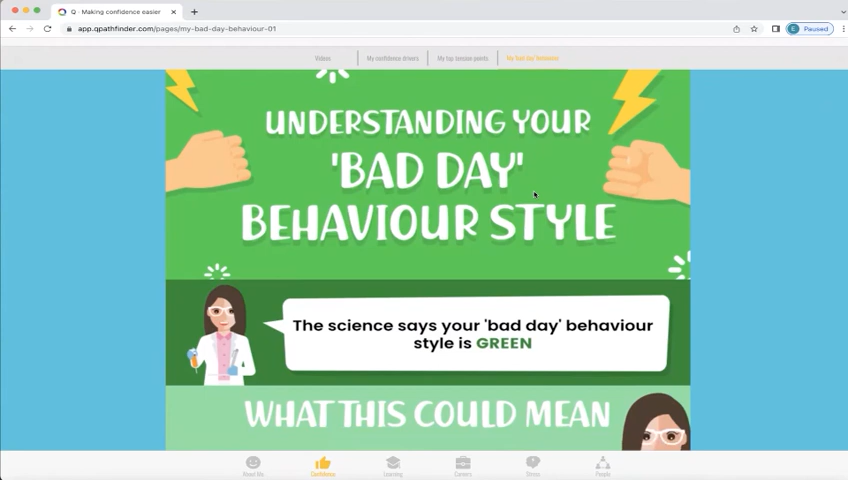 Q - Making confidence easier
app.qpathfinder.com/pages/my-bad-day-behaviour-01
E
Paused
Videos
My confidence drivers
My top tension points
My 'bad day' behaviour
UNDERSTANDING YOUR
'BAD DAY'
BEHAVIOUR STYLE
The science says your 'bad day' behaviour
style is GREEN
WHAT THIS COULD MEAN
About Me
Confidence
Learning
Careers
Stress
People